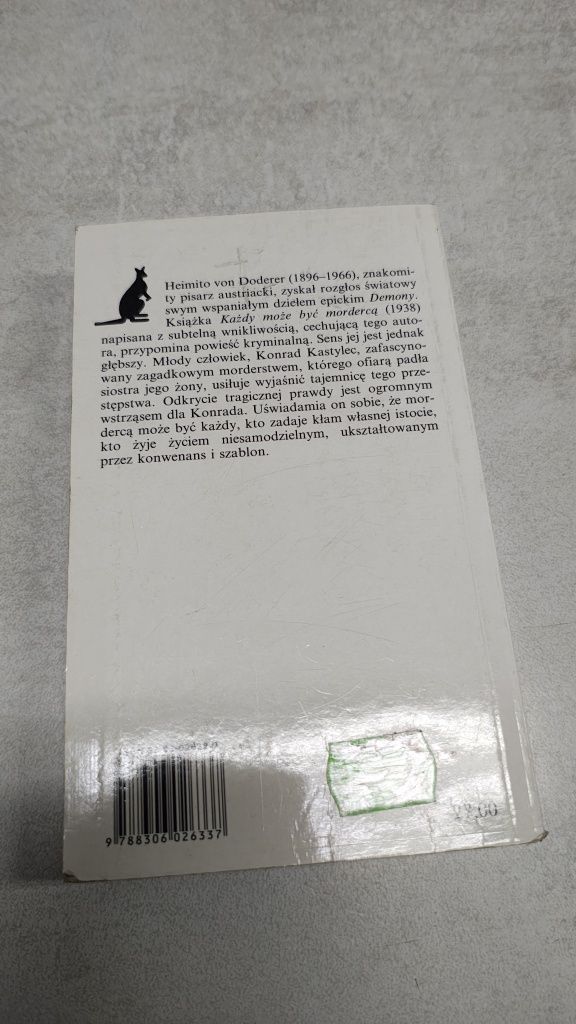 Heimito von Doderer (1896–1966), znakomi-
ty pisarz austriacki, zyskał rozgłos światowy
swym wspaniałym dziełem epickim Demony.
Książka Każdy może być mordercą (1938)
napisana z subtelną wnikliwością, cechującą tego auto-
ra, przypomina powieść kryminalną. Sens jej jest jednak
głębszy. Młody człowiek, Konrad Kastylec, zafascyno-
wany zagadkowym morderstwem, którego ofiarą padła
siostra jego żony, usiłuje wyjaśnić tajemnicę tego prze-
stępstwa. Odkrycie tragicznej prawdy jest ogromnym
wstrząsem dla Konrada. Uświadamia on sobie, że mor-
dercą może być każdy, kto zadaje kłam własnej istocie,
kto żyje życiem niesamodzielnym, ukształtowanym
przez konwenans i szablon.
9 788306 026337